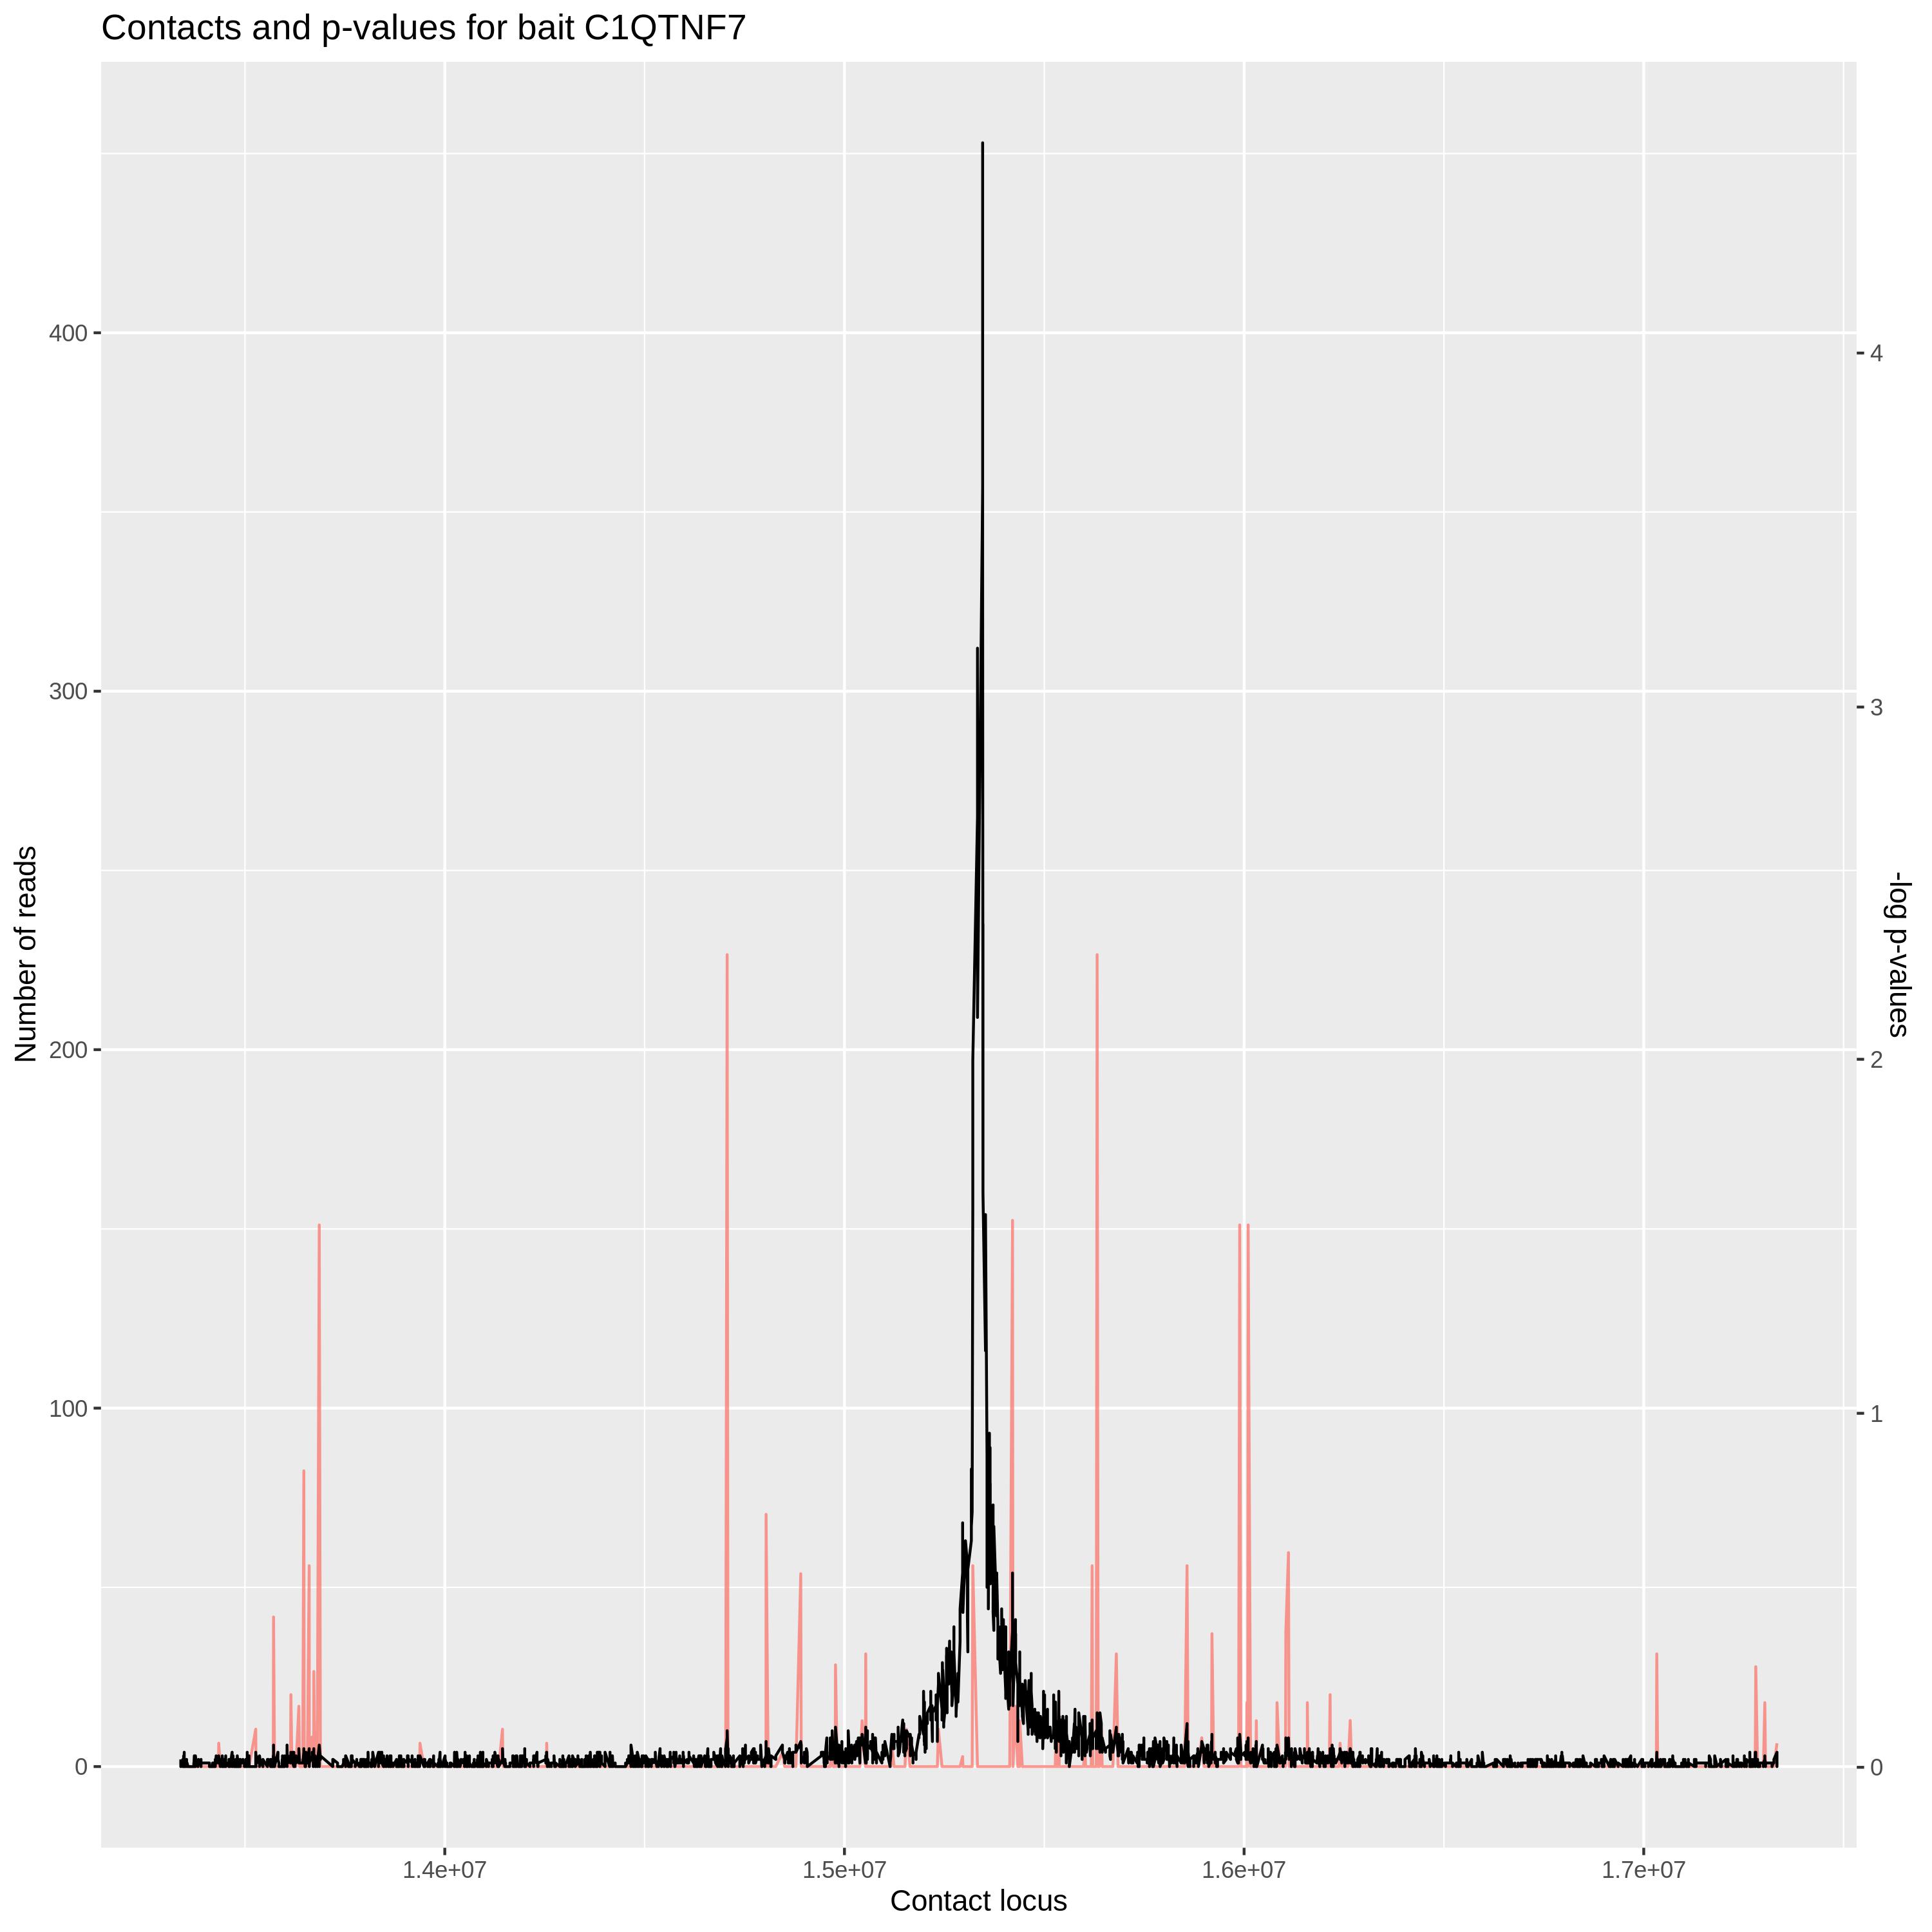 Contacts and p-values for bait C1QTNF7
400
300
200
100
0
Number of reads
4
3
2
1
0
-log p-values
1.4e+07
1.5e+07
1.6e+07
1.7e+07
Contact locus